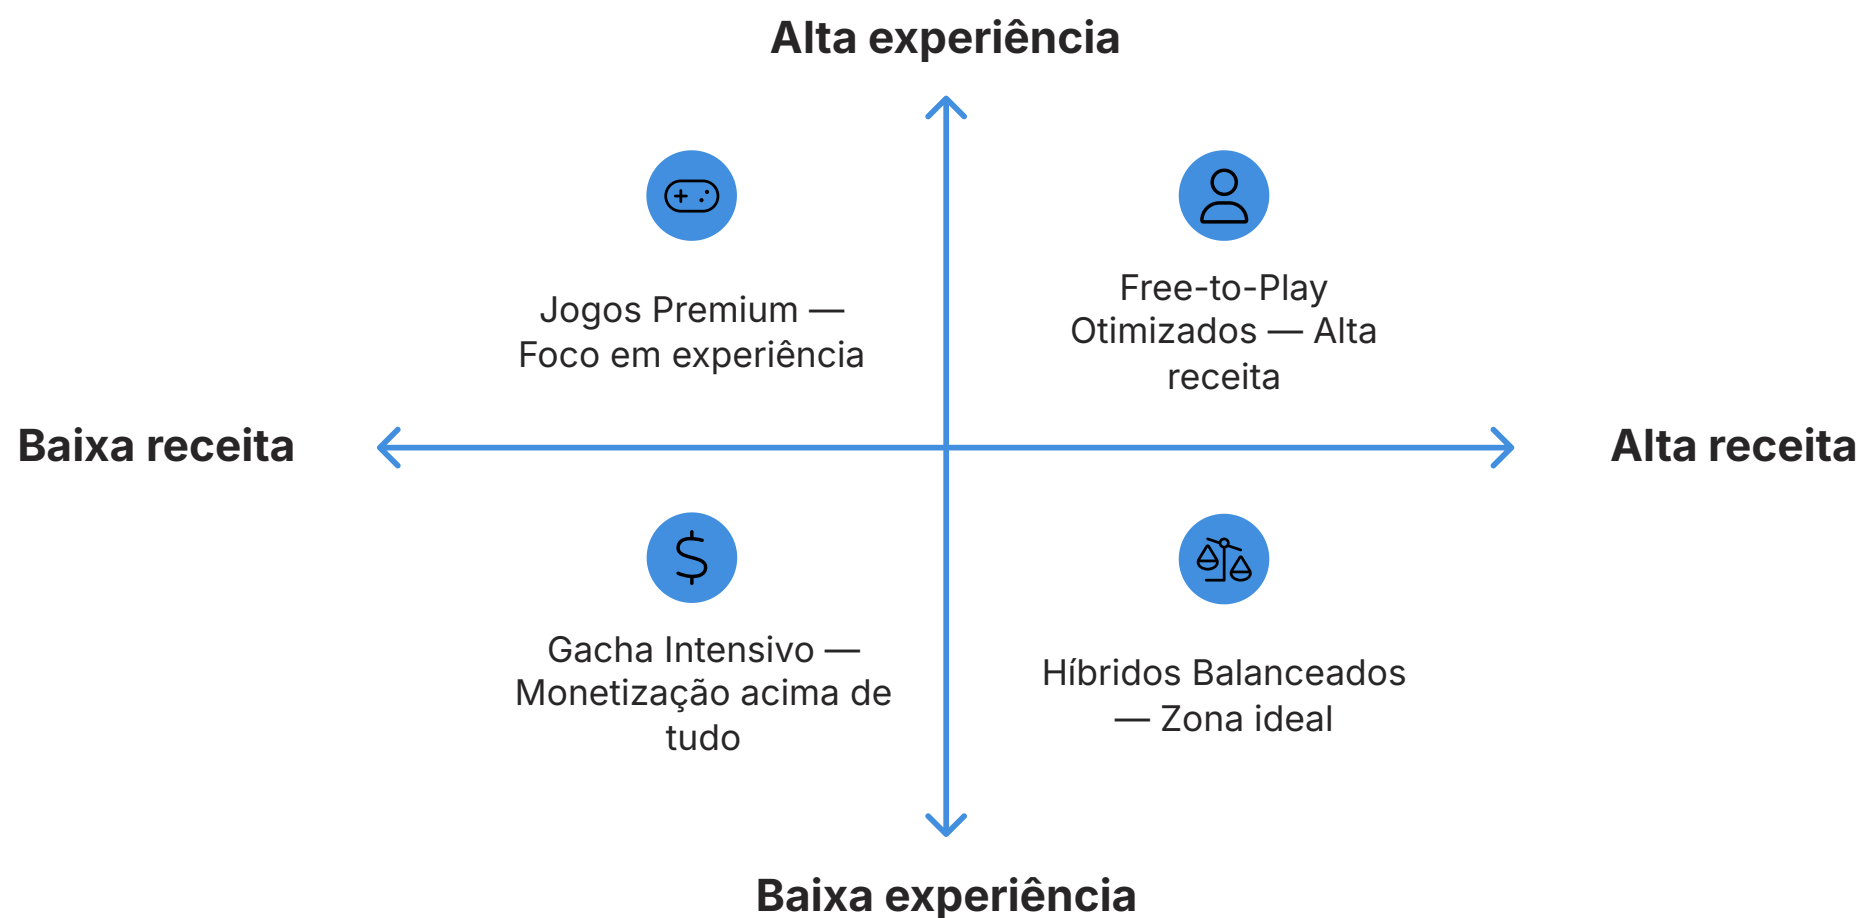 Alta experiência
Jogos Premium —
Foco em experiência
Free-to-Play
Otimizados — Alta
receita
Baixa receita
Alta receita
Gacha Intensivo —
Monetização acima de
tudo
Híbridos Balanceados
— Zona ideal
Baixa experiência